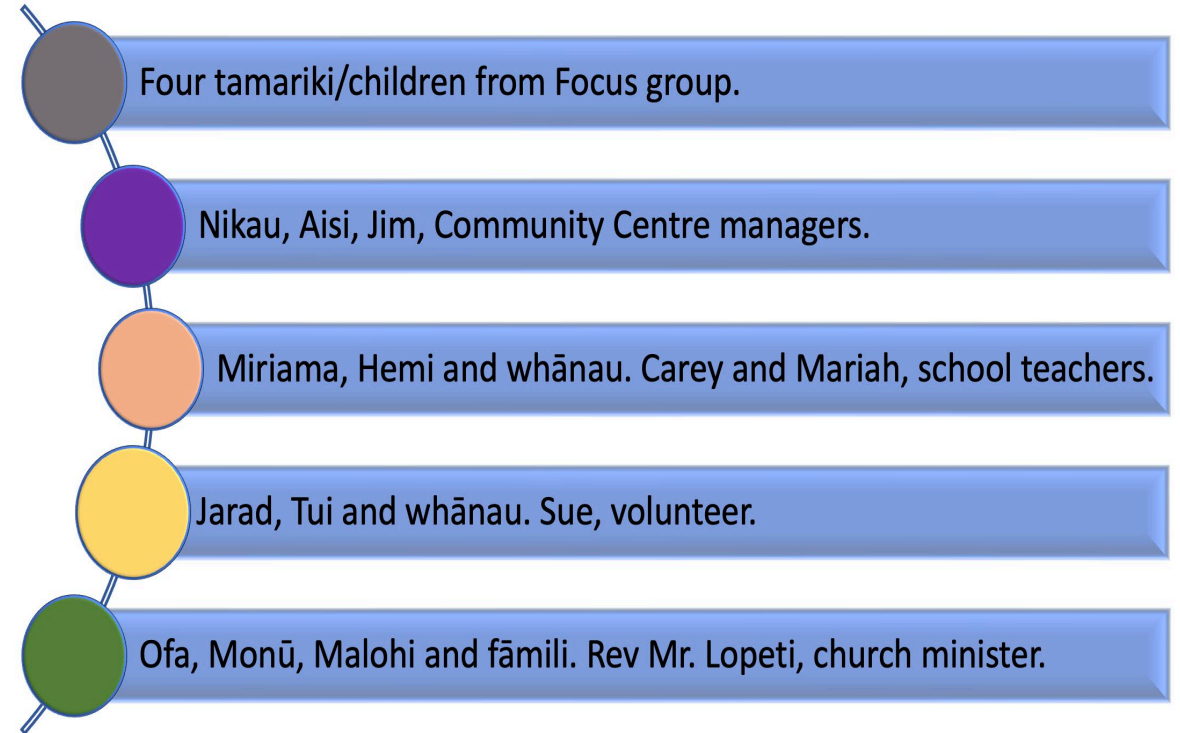 Four tamariki/children from Focus group.
Nikau, Aisi, Jim, Community Centre managers.
Miriama, Hemi and whānau. Carey and Mariah, school teachers.
Jarad, Tui and whānau. Sue, volunteer.
Ofa, Monū, Malohi and fāmili. Rev Mr. Lopeti, church minister.